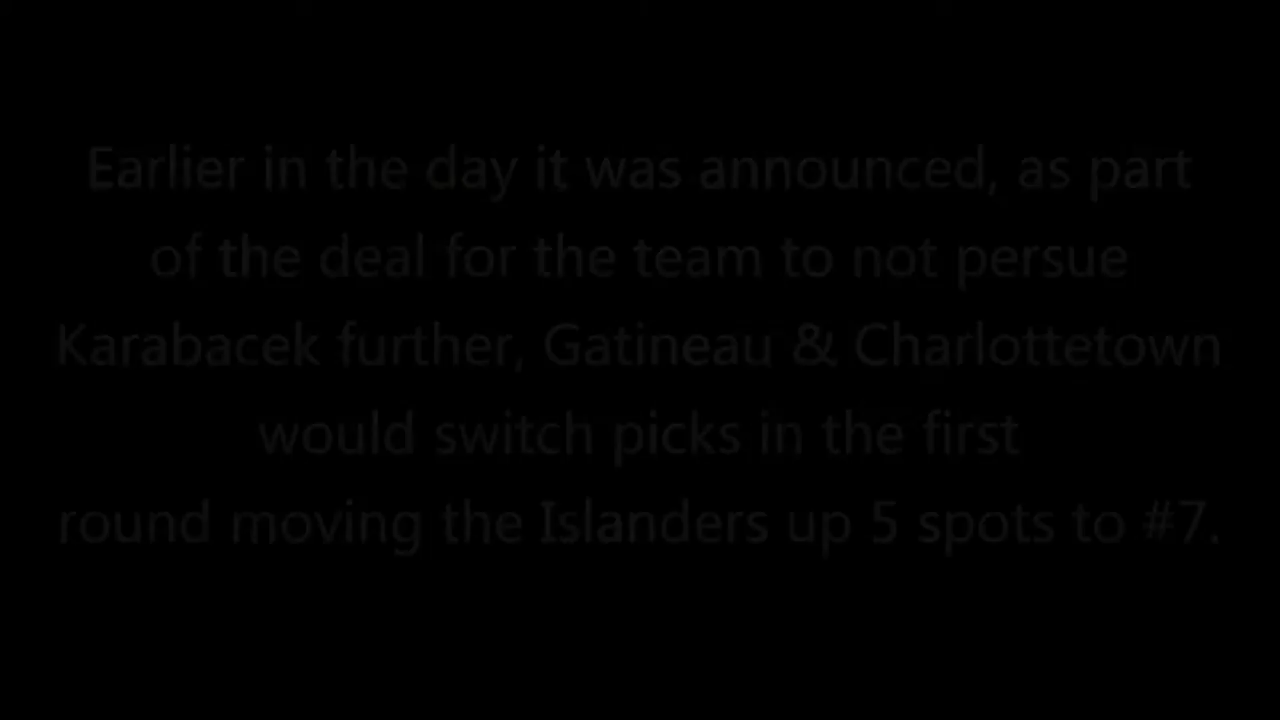 Earlier in the day it was announced, as part
of the deal for the team to not persue
Karabacek further, Gatineau & Charlottetown
would switch picks in the first
round moving the Islanders up 5 spots to #7.